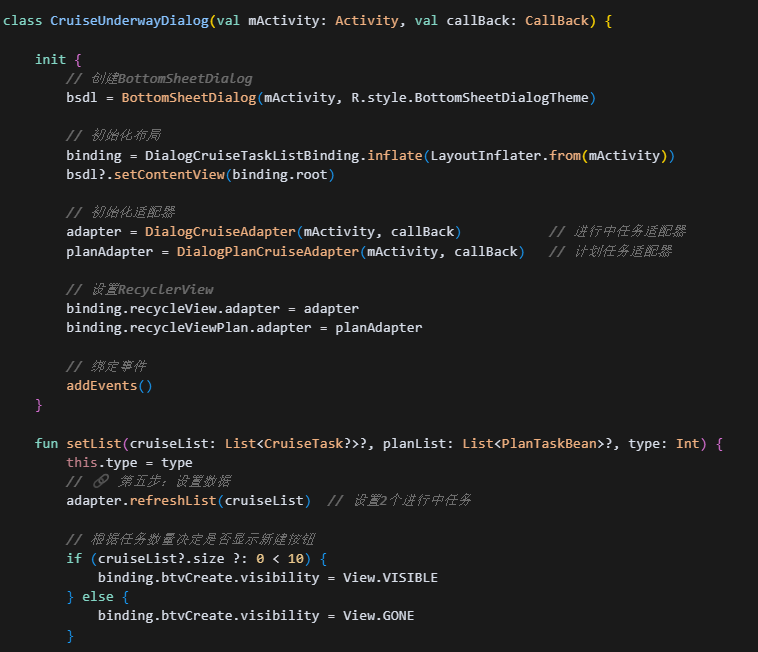 class CruiseUnderwayDialog(val mActivity: Activity, val callBack: CallBack) {
init {
// 创建BottomSheetDialog
bsdl = BottomSheetDialog(mActivity, R.style.BottomSheetDialogTheme)
// 初始化布局
binding = DialogCruiseTaskListBinding.inflate(LayoutInflater.from(mActivity))
bsdl?.setContentView(binding.root)
// 初始化适配器
adapter = DialogCruiseAdapter(mActivity, callBack) // 进行中任务适配器
planAdapter = DialogPlanCruiseAdapter(mActivity, callBack) // 计划任务适配器
// 设置RecyclerView
binding.recycleView.adapter = adapter
binding.recycleViewPlan.adapter = planAdapter
// 绑定事件
addEvents()
}
fun setList(cruiseList: List<CruiseTask?>?, planList: List<PlanTaskBean>?, type: Int) {
this.type = type
// 🔗 第五步：设置数据
adapter.refreshList(cruiseList) // 设置2个进行中任务
// 根据任务数量决定是否显示新建按钮
if (cruiseList?.size ?: 0 < 10) {
binding.btvCreate.visibility = View.VISIBLE
} else {
binding.btvCreate.visibility = View.GONE
}